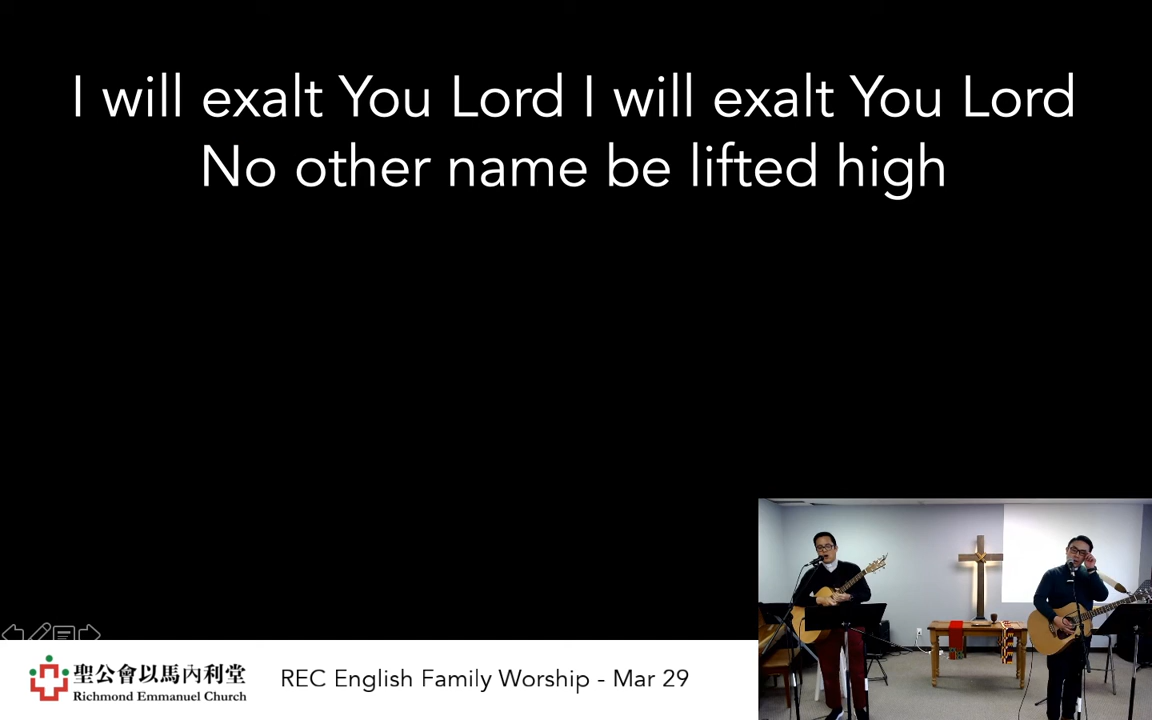 I will exalt You Lord I will exalt You Lord
No other name be lifted high
聖公會以馬內利堂
Richmond Emmanuel Church
REC English Family Worship - Mar 29